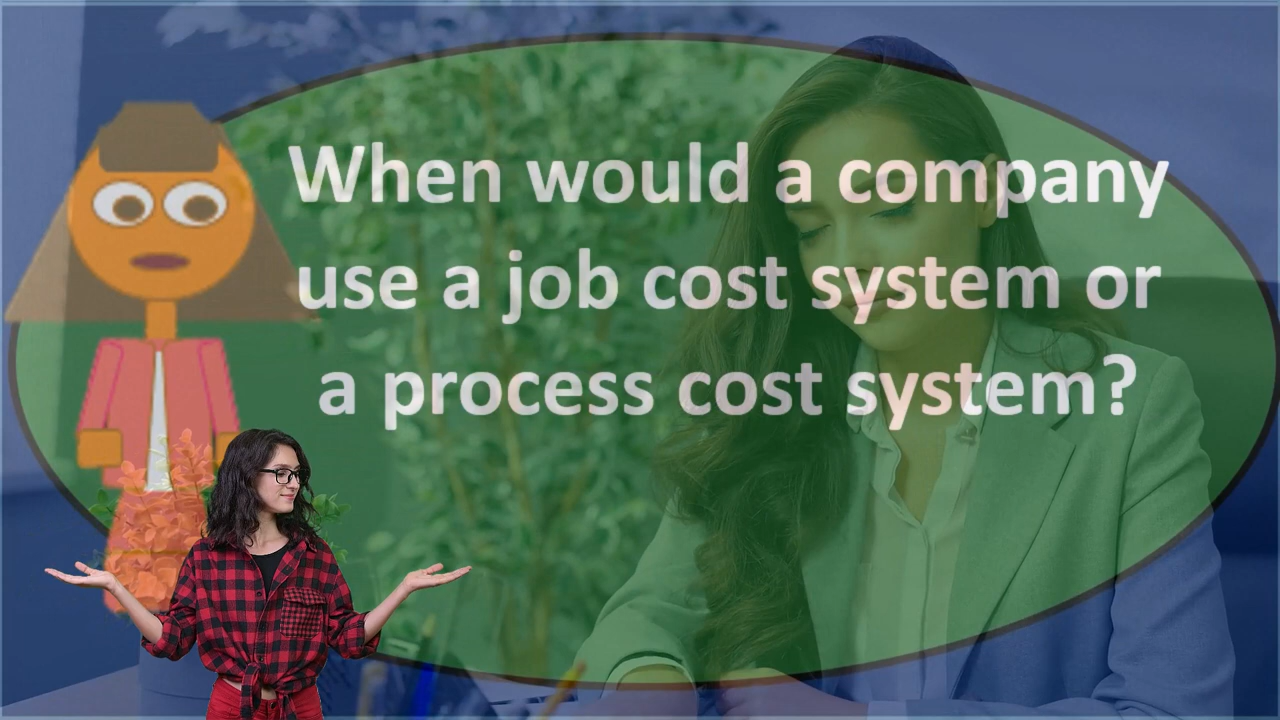 When would a company
use a job cost system or
a process cost system?